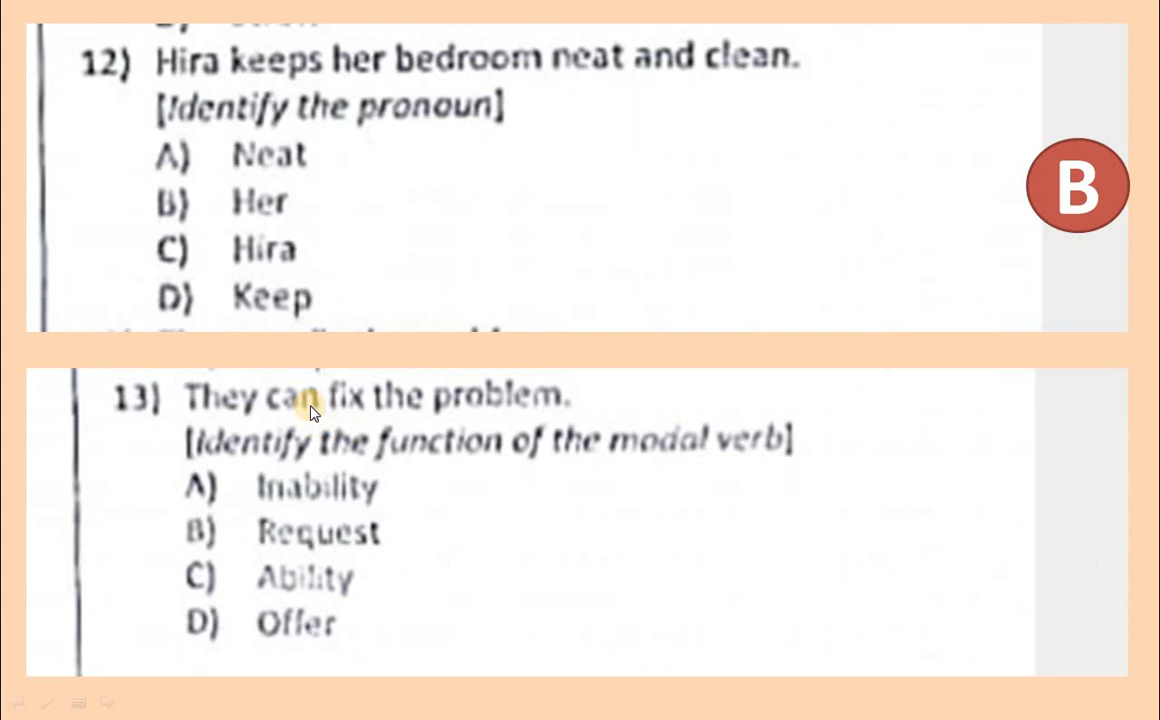 12) Hira keeps her bedroom neat and clean.
[Identify the pronoun]
A) Neat
B) Her
C) Hira
D) Keep
B
13) They can fix the problem.
[Identify the function of the modal verb]
A) Inability
B) Request
C) Ability
D) Offer